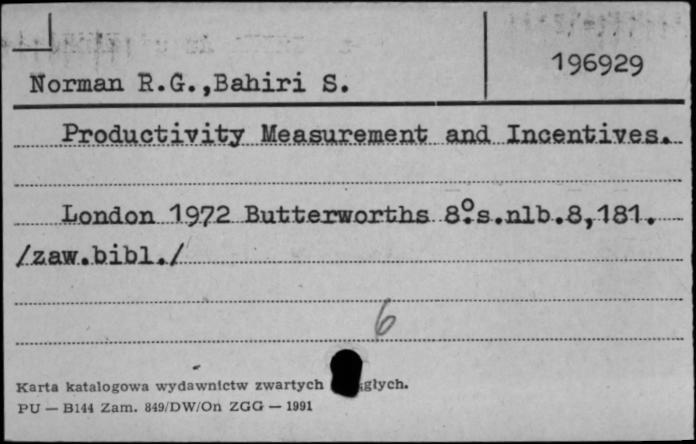 196929
Norman R.G.,Bahiri S.
Productivity Measurement and Incentives.
London 1972 Butterworths 8º.s.nlb.8,181.
/zaw.bibl./
6
Karta katalogowa wydawnictw zwartych
PU — B144 Zam. 849/DW/On ZGG — 1991